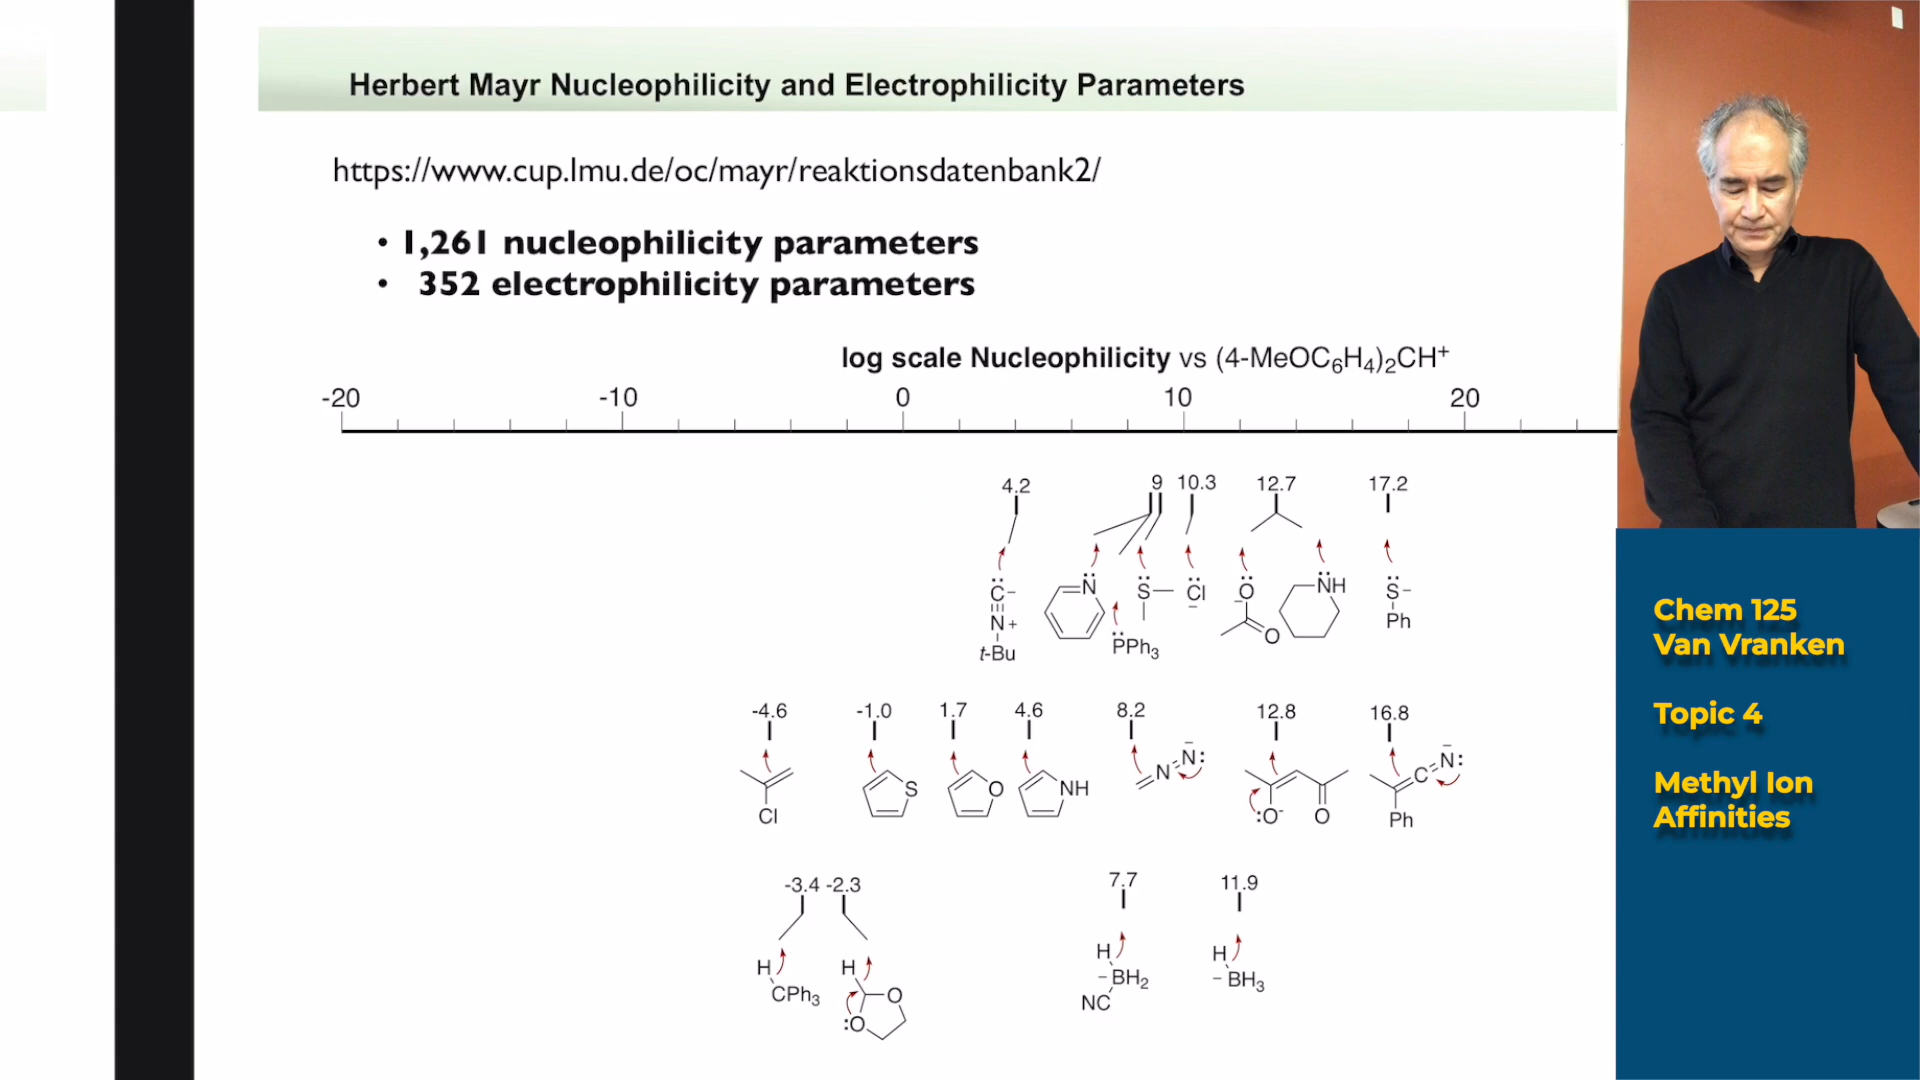 Herbert Mayr Nucleophilicity and Electrophilicity Parameters
https://www.cup.lmu.de/oc/mayr/reaktionsdatenbank2/
• 1,261 nucleophilicity parameters
• 352 electrophilicity parameters
log scale Nucleophilicity vs (4-MeOC₆H₄)₂CH⁺
-20 -10 0 10 20
4.2 9 10.3 12.7 17.2
:C− N S Cl :O: NH S−
N+ − − Ph
t-Bu PPh₃ O
-4.6 -1.0 1.7 4.6 8.2 12.8 16.8
Cl S O NH N=N: :O− O C=N: Ph
-3.4 -2.3 7.7 11.9
H H H H
CPh₃ O −BH₂ −BH₃
:O NC
Chem 125
Van Vranken
Topic 4
Methyl Ion
Affinities